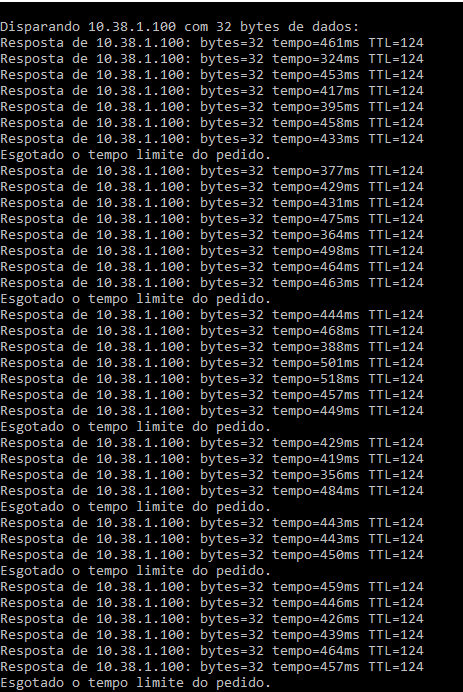 Disparando 10.38.1.100 com 32 bytes de dados:
Resposta de 10.38.1.100: bytes=32 tempo=461ms TTL=124
Resposta de 10.38.1.100: bytes=32 tempo=324ms TTL=124
Resposta de 10.38.1.100: bytes=32 tempo=453ms TTL=124
Resposta de 10.38.1.100: bytes=32 tempo=417ms TTL=124
Resposta de 10.38.1.100: bytes=32 tempo=395ms TTL=124
Resposta de 10.38.1.100: bytes=32 tempo=458ms TTL=124
Resposta de 10.38.1.100: bytes=32 tempo=433ms TTL=124
Esgotado o tempo limite do pedido.
Resposta de 10.38.1.100: bytes=32 tempo=377ms TTL=124
Resposta de 10.38.1.100: bytes=32 tempo=429ms TTL=124
Resposta de 10.38.1.100: bytes=32 tempo=431ms TTL=124
Resposta de 10.38.1.100: bytes=32 tempo=475ms TTL=124
Resposta de 10.38.1.100: bytes=32 tempo=364ms TTL=124
Resposta de 10.38.1.100: bytes=32 tempo=498ms TTL=124
Resposta de 10.38.1.100: bytes=32 tempo=464ms TTL=124
Resposta de 10.38.1.100: bytes=32 tempo=463ms TTL=124
Esgotado o tempo limite do pedido.
Resposta de 10.38.1.100: bytes=32 tempo=444ms TTL=124
Resposta de 10.38.1.100: bytes=32 tempo=468ms TTL=124
Resposta de 10.38.1.100: bytes=32 tempo=388ms TTL=124
Resposta de 10.38.1.100: bytes=32 tempo=501ms TTL=124
Resposta de 10.38.1.100: bytes=32 tempo=518ms TTL=124
Resposta de 10.38.1.100: bytes=32 tempo=457ms TTL=124
Resposta de 10.38.1.100: bytes=32 tempo=449ms TTL=124
Esgotado o tempo limite do pedido.
Resposta de 10.38.1.100: bytes=32 tempo=429ms TTL=124
Resposta de 10.38.1.100: bytes=32 tempo=419ms TTL=124
Resposta de 10.38.1.100: bytes=32 tempo=356ms TTL=124
Resposta de 10.38.1.100: bytes=32 tempo=484ms TTL=124
Esgotado o tempo limite do pedido.
Resposta de 10.38.1.100: bytes=32 tempo=443ms TTL=124
Resposta de 10.38.1.100: bytes=32 tempo=443ms TTL=124
Resposta de 10.38.1.100: bytes=32 tempo=450ms TTL=124
Esgotado o tempo limite do pedido.
Resposta de 10.38.1.100: bytes=32 tempo=459ms TTL=124
Resposta de 10.38.1.100: bytes=32 tempo=446ms TTL=124
Resposta de 10.38.1.100: bytes=32 tempo=426ms TTL=124
Resposta de 10.38.1.100: bytes=32 tempo=439ms TTL=124
Resposta de 10.38.1.100: bytes=32 tempo=464ms TTL=124
Resposta de 10.38.1.100: bytes=32 tempo=457ms TTL=124
Esgotado o tempo limite do pedido.